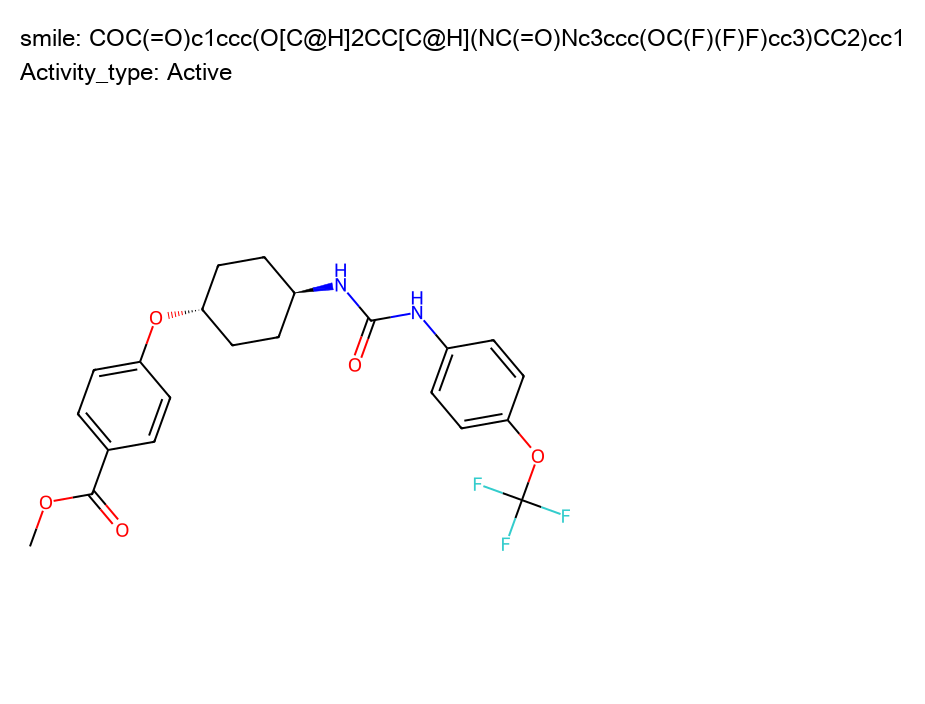 smile: COC(=O)c1ccc(O[C@H]2CC[C@H](NC(=O)Nc3ccc(OC(F)(F)F)cc3)CC2)cc1
Activity_type: Active
H
N
H
N
O
O
O
O
O
F
F
F